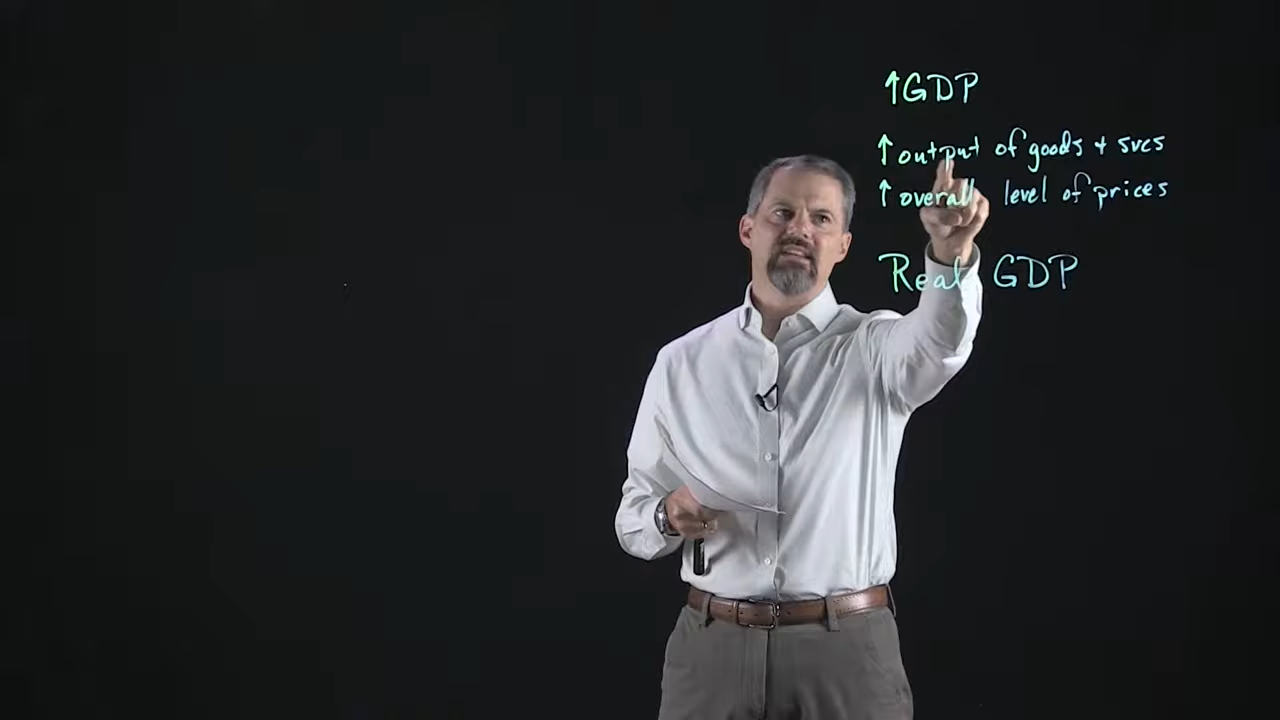 ↑GDP
↑ output of goods + svcs
↑ overall level of prices
Real GDP